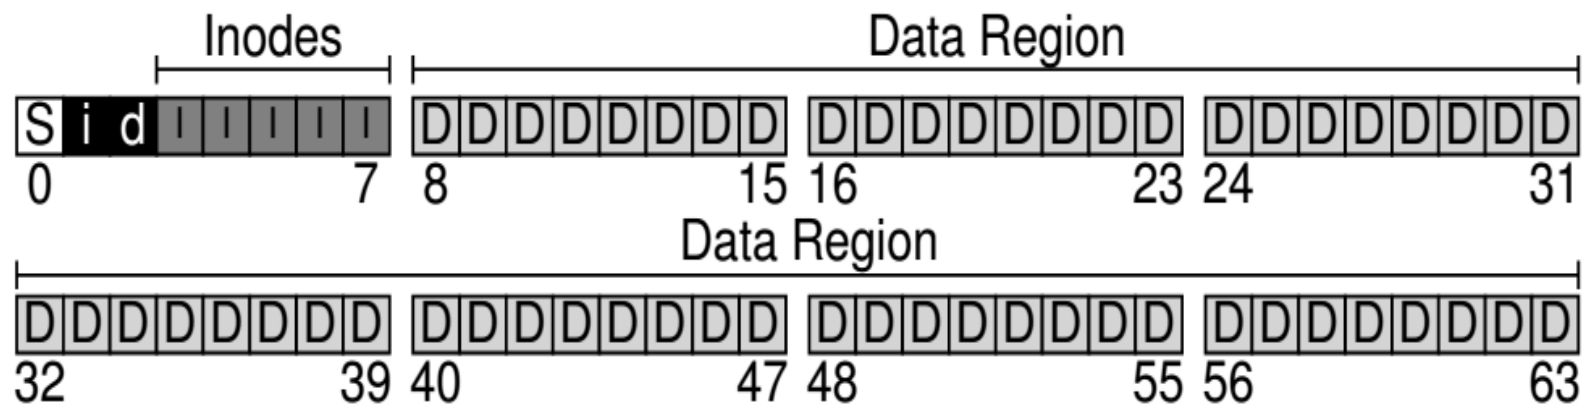 Inodes Data Region
S i d I I I I I D D D D D D D D D D D D D D D D D D D D D D D D
0 7 8 15 16 23 24 31
Data Region
D D D D D D D D D D D D D D D D D D D D D D D D D D D D D D D D
32 39 40 47 48 55 56 63